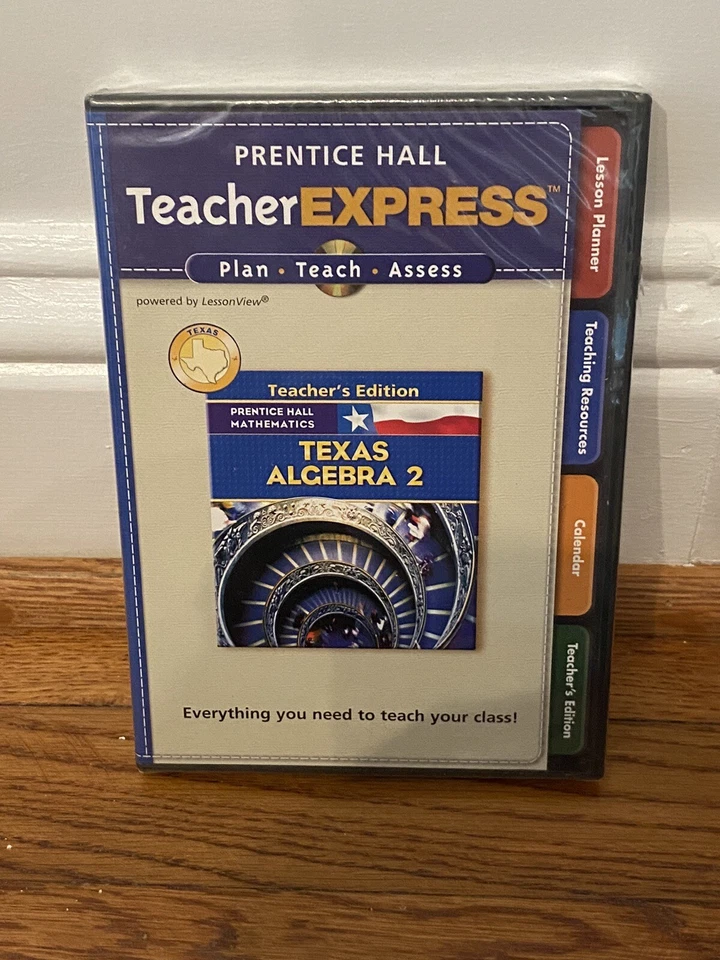 PRENTICE HALL
TeacherEXPRESS™
Plan • Teach • Assess
powered by LessonView®
TEXAS
Teacher's Edition
PRENTICE HALL
MATHEMATICS
TEXAS
ALGEBRA 2
Everything you need to teach your class!
Lesson Planner
Teaching Resources
Calendar
Teacher's Edition